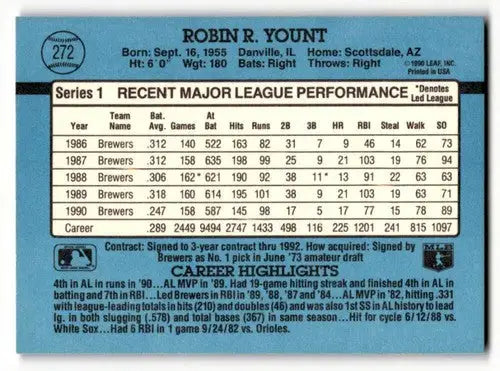 272
ROBIN R. YOUNT
Born: Sept. 16, 1955 Danville, IL Home: Scottsdale, AZ
Ht: 6´0˝ Wgt: 180 Bats: Right Throws: Right
©1990 LEAF, INC.
Printed in USA
Series 1 RECENT MAJOR LEAGUE PERFORMANCE *Denotes Led League
Year Team Name Bat. Avg. Games At Bat Hits Runs 2B 3B HR RBI Steal Walk SO
1986 Brewers .312 140 522 163 82 31 7 9 46 14 62 73
1987 Brewers .312 158 635 198 99 25 9 21 103 19 76 94
1988 Brewers .306 162* 621 190 92 38 11* 13 91 22 63 63
1989 Brewers .318 160 614 195 101 38 9 21 103 19 63 71
1990 Brewers .247 158 587 145 98 17 5 17 77 15 78 89
Career .289 2449 9494 2747 1433 498 116 225 1201 241 815 1097
Contract: Signed to 3-year contract thru 1992. How acquired: Signed by
Brewers as No. 1 pick in June '73 amateur draft
MLB
CAREER HIGHLIGHTS
4th in AL in runs in '90...AL MVP in '89. Had 19-game hitting streak and finished 4th in AL in
batting and 7th in RBI...Led Brewers in RBI in '89, '88, '87 and '84...AL MVP in '82, hitting .331
with league-leads in hits (210) and doubles (46) and was also 1st SS in AL history to lead
lg. in both slugging (.578) and total bases (367) in same season...Hit for cycle 6/12/88 vs.
White Sox...Had 6 RBI in 1 game 9/24/82 vs. Orioles.